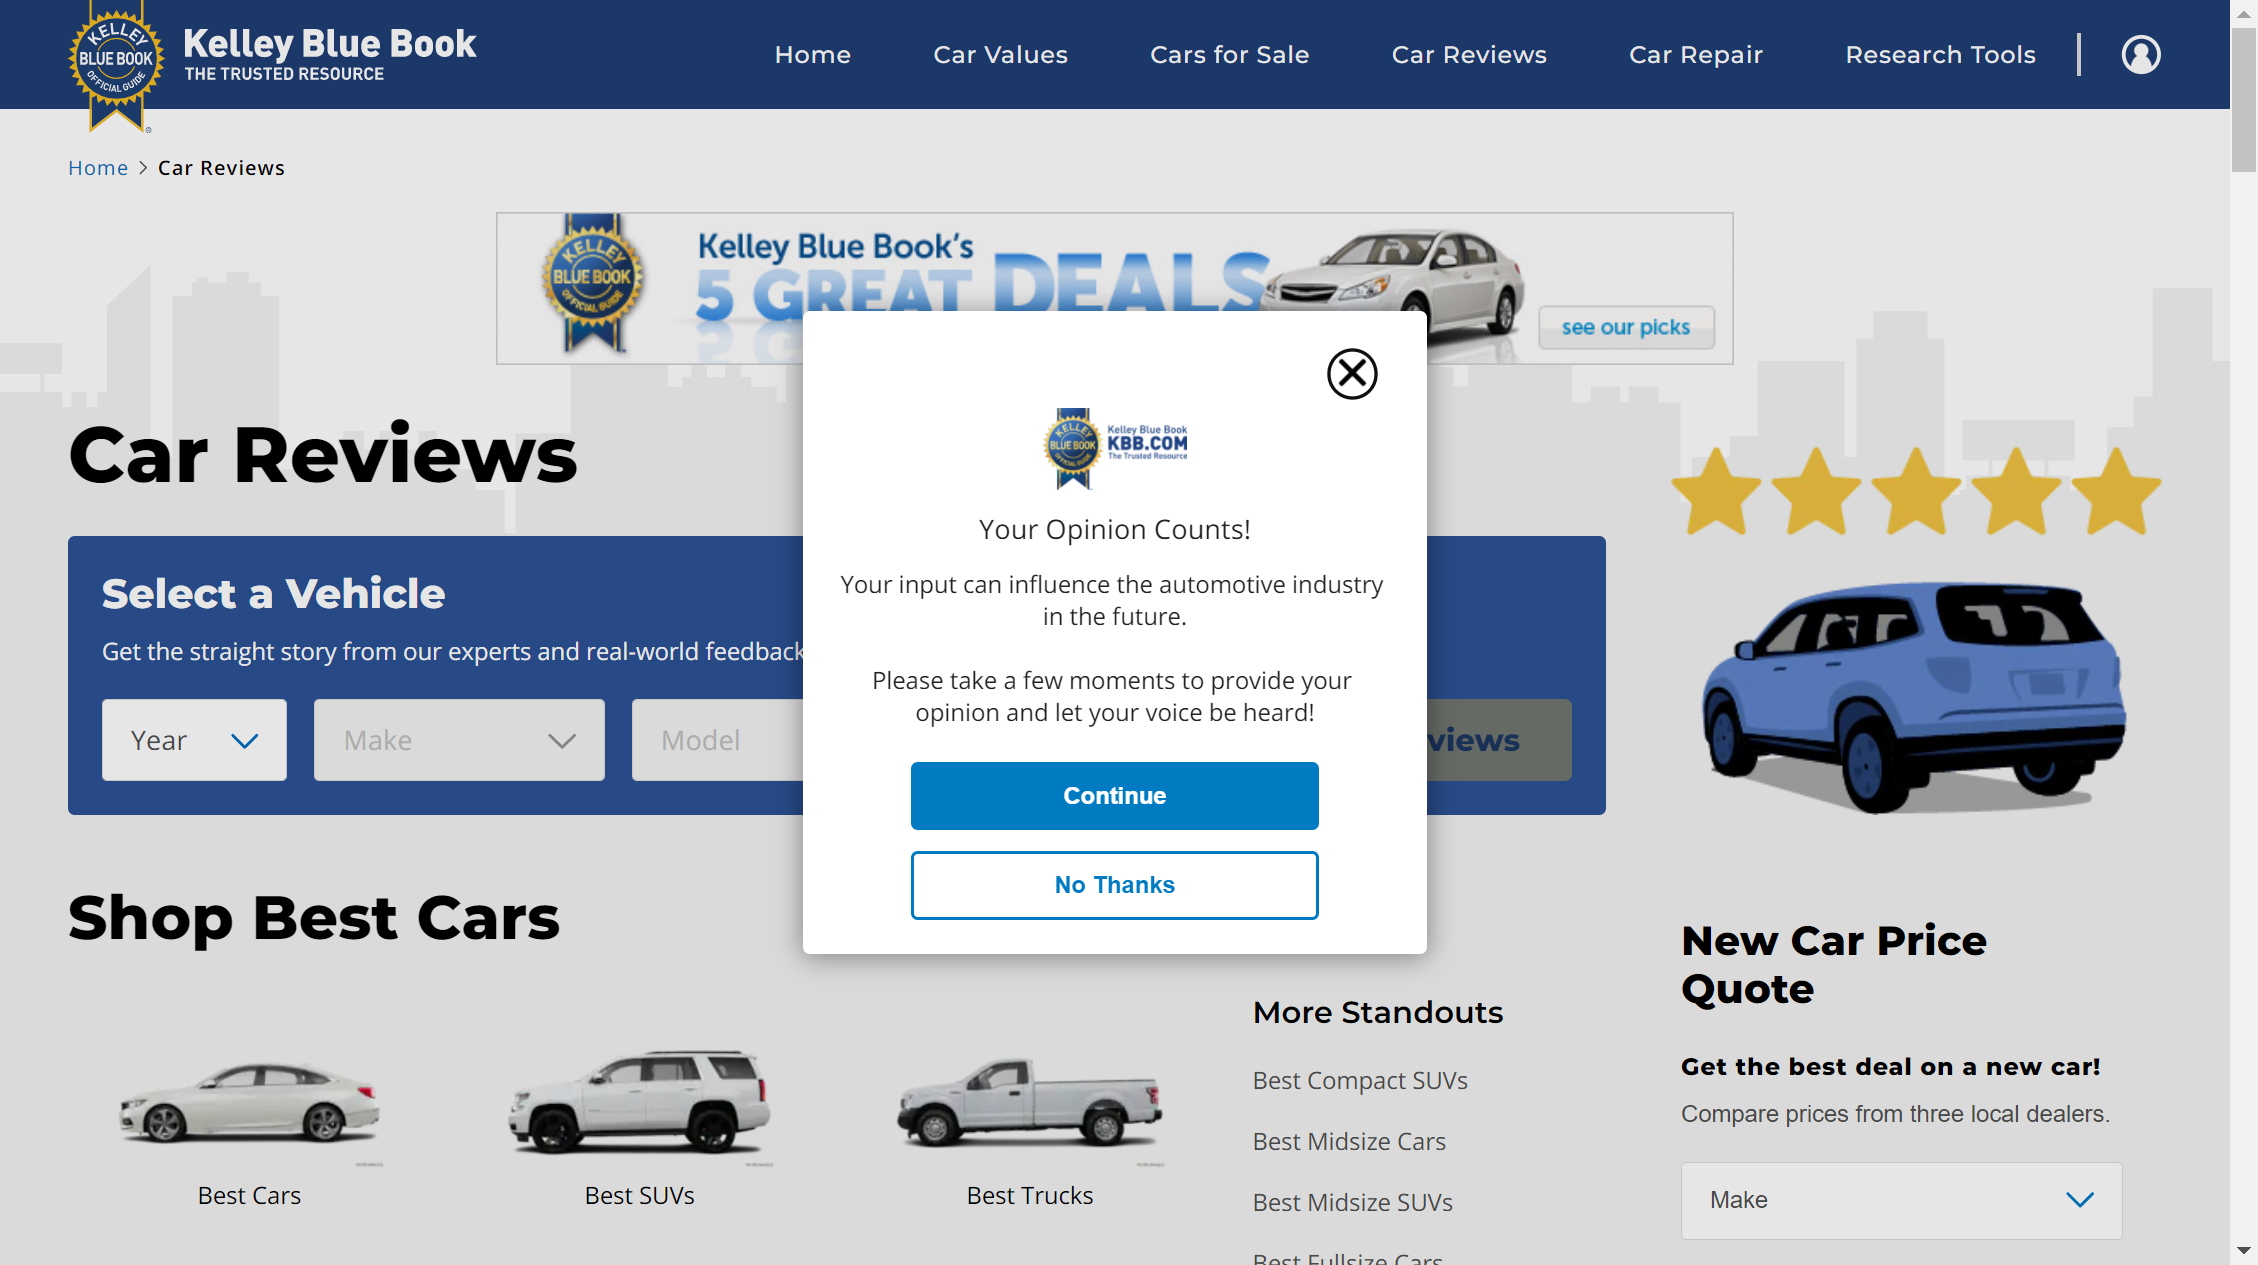 KELLEY
BLUE BOOK
OFFICIAL GUIDE
Kelley Blue Book
THE TRUSTED RESOURCE
Home
Car Values
Cars for Sale
Car Reviews
Car Repair
Research Tools
Home > Car Reviews
KELLEY
BLUE BOOK
OFFICIAL GUIDE
Kelley Blue Book's
5 GREAT DEALS
see our picks
Car Reviews
Select a Vehicle
Get the straight story from our experts and real-world feedback
Year
Make
Model
views
KELLEY
BLUE BOOK
OFFICIAL GUIDE
Kelley Blue Book
KBB.COM
The Trusted Resource
Your Opinion Counts!
Your input can influence the automotive industry
in the future.
Please take a few moments to provide your
opinion and let your voice be heard!
Continue
No Thanks
Shop Best Cars
Best Cars
Best SUVs
Best Trucks
More Standouts
Best Compact SUVs
Best Midsize Cars
Best Midsize SUVs
Best Fullsize Cars
New Car Price
Quote
Get the best deal on a new car!
Compare prices from three local dealers.
Make